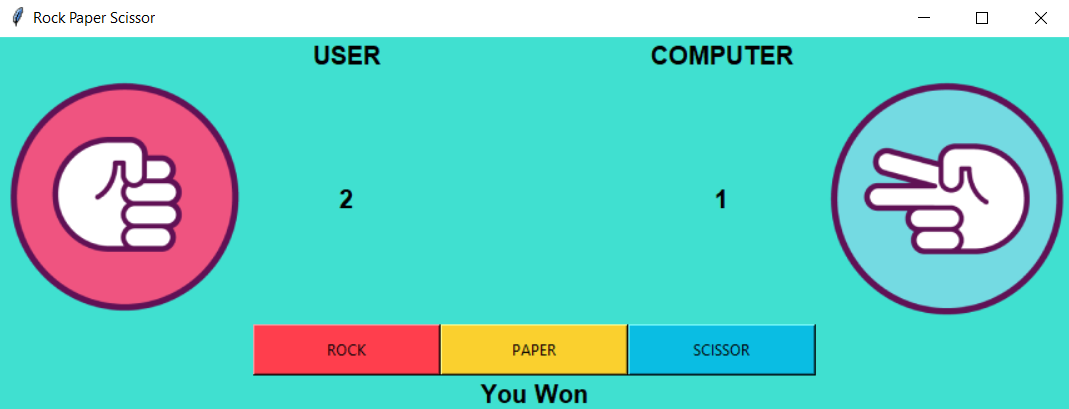 Rock Paper Scissor
USER COMPUTER
2 1
ROCK PAPER SCISSOR
You Won